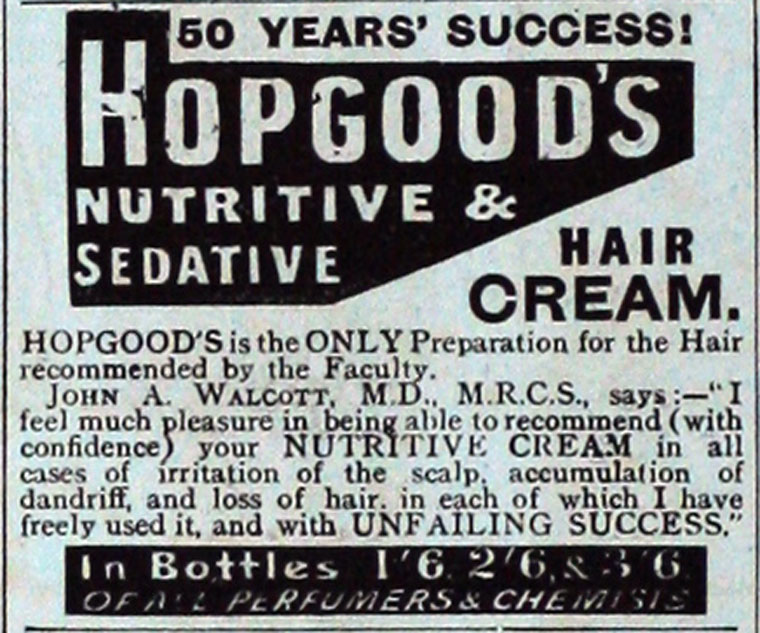 50 YEARS' SUCCESS!
HOPGOOD'S
NUTRITIVE &
SEDATIVE
HAIR
CREAM.
HOPGOOD'S is the ONLY Preparation for the Hair
recommended by the Faculty.
JOHN A. WALCOTT, M.D., M.R.C.S., says:—"I
feel much pleasure in being able to recommend (with
confidence) your NUTRITIVE CREAM in all
cases of irritation of the scalp, accumulation of
dandriff, and loss of hair. in each of which I have
freely used it, and with UNFAILING SUCCESS."
In Bottles 1/6, 2/6, & 3/6
OF ALL PERFUMERS & CHEMISTS